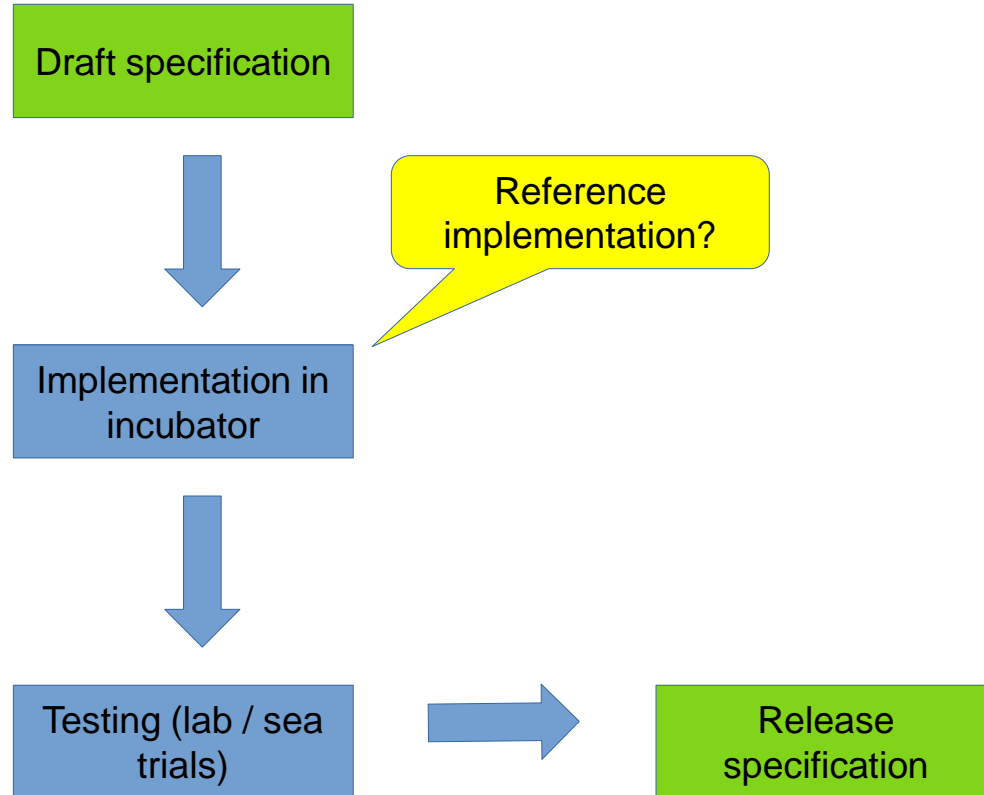 Draft specification
Reference
implementation?
Implementation in
incubator
Testing (lab / sea
trials)
Release
specification